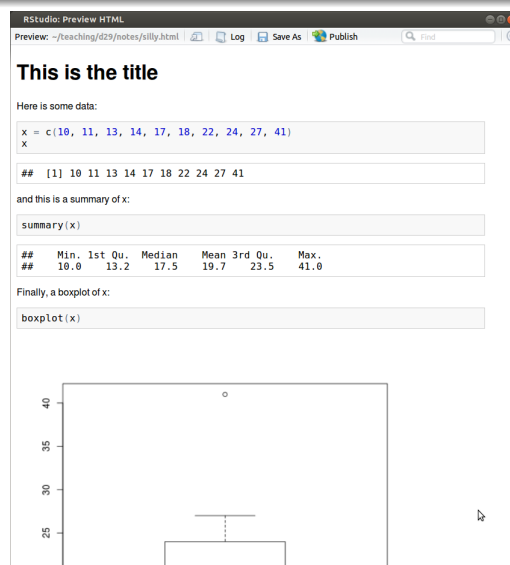 RStudio: Preview HTML
Preview: ~/teaching/d29/notes/silly.html Log Save As Publish Find
This is the title
Here is some data:
x = c(10, 11, 13, 14, 17, 18, 22, 24, 27, 41)
x
## [1] 10 11 13 14 17 18 22 24 27 41
and this is a summary of x:
summary(x)
## Min. 1st Qu. Median Mean 3rd Qu. Max.
## 10.0 13.2 17.5 19.7 23.5 41.0
Finally, a boxplot of x:
boxplot(x)
40
35
30
25